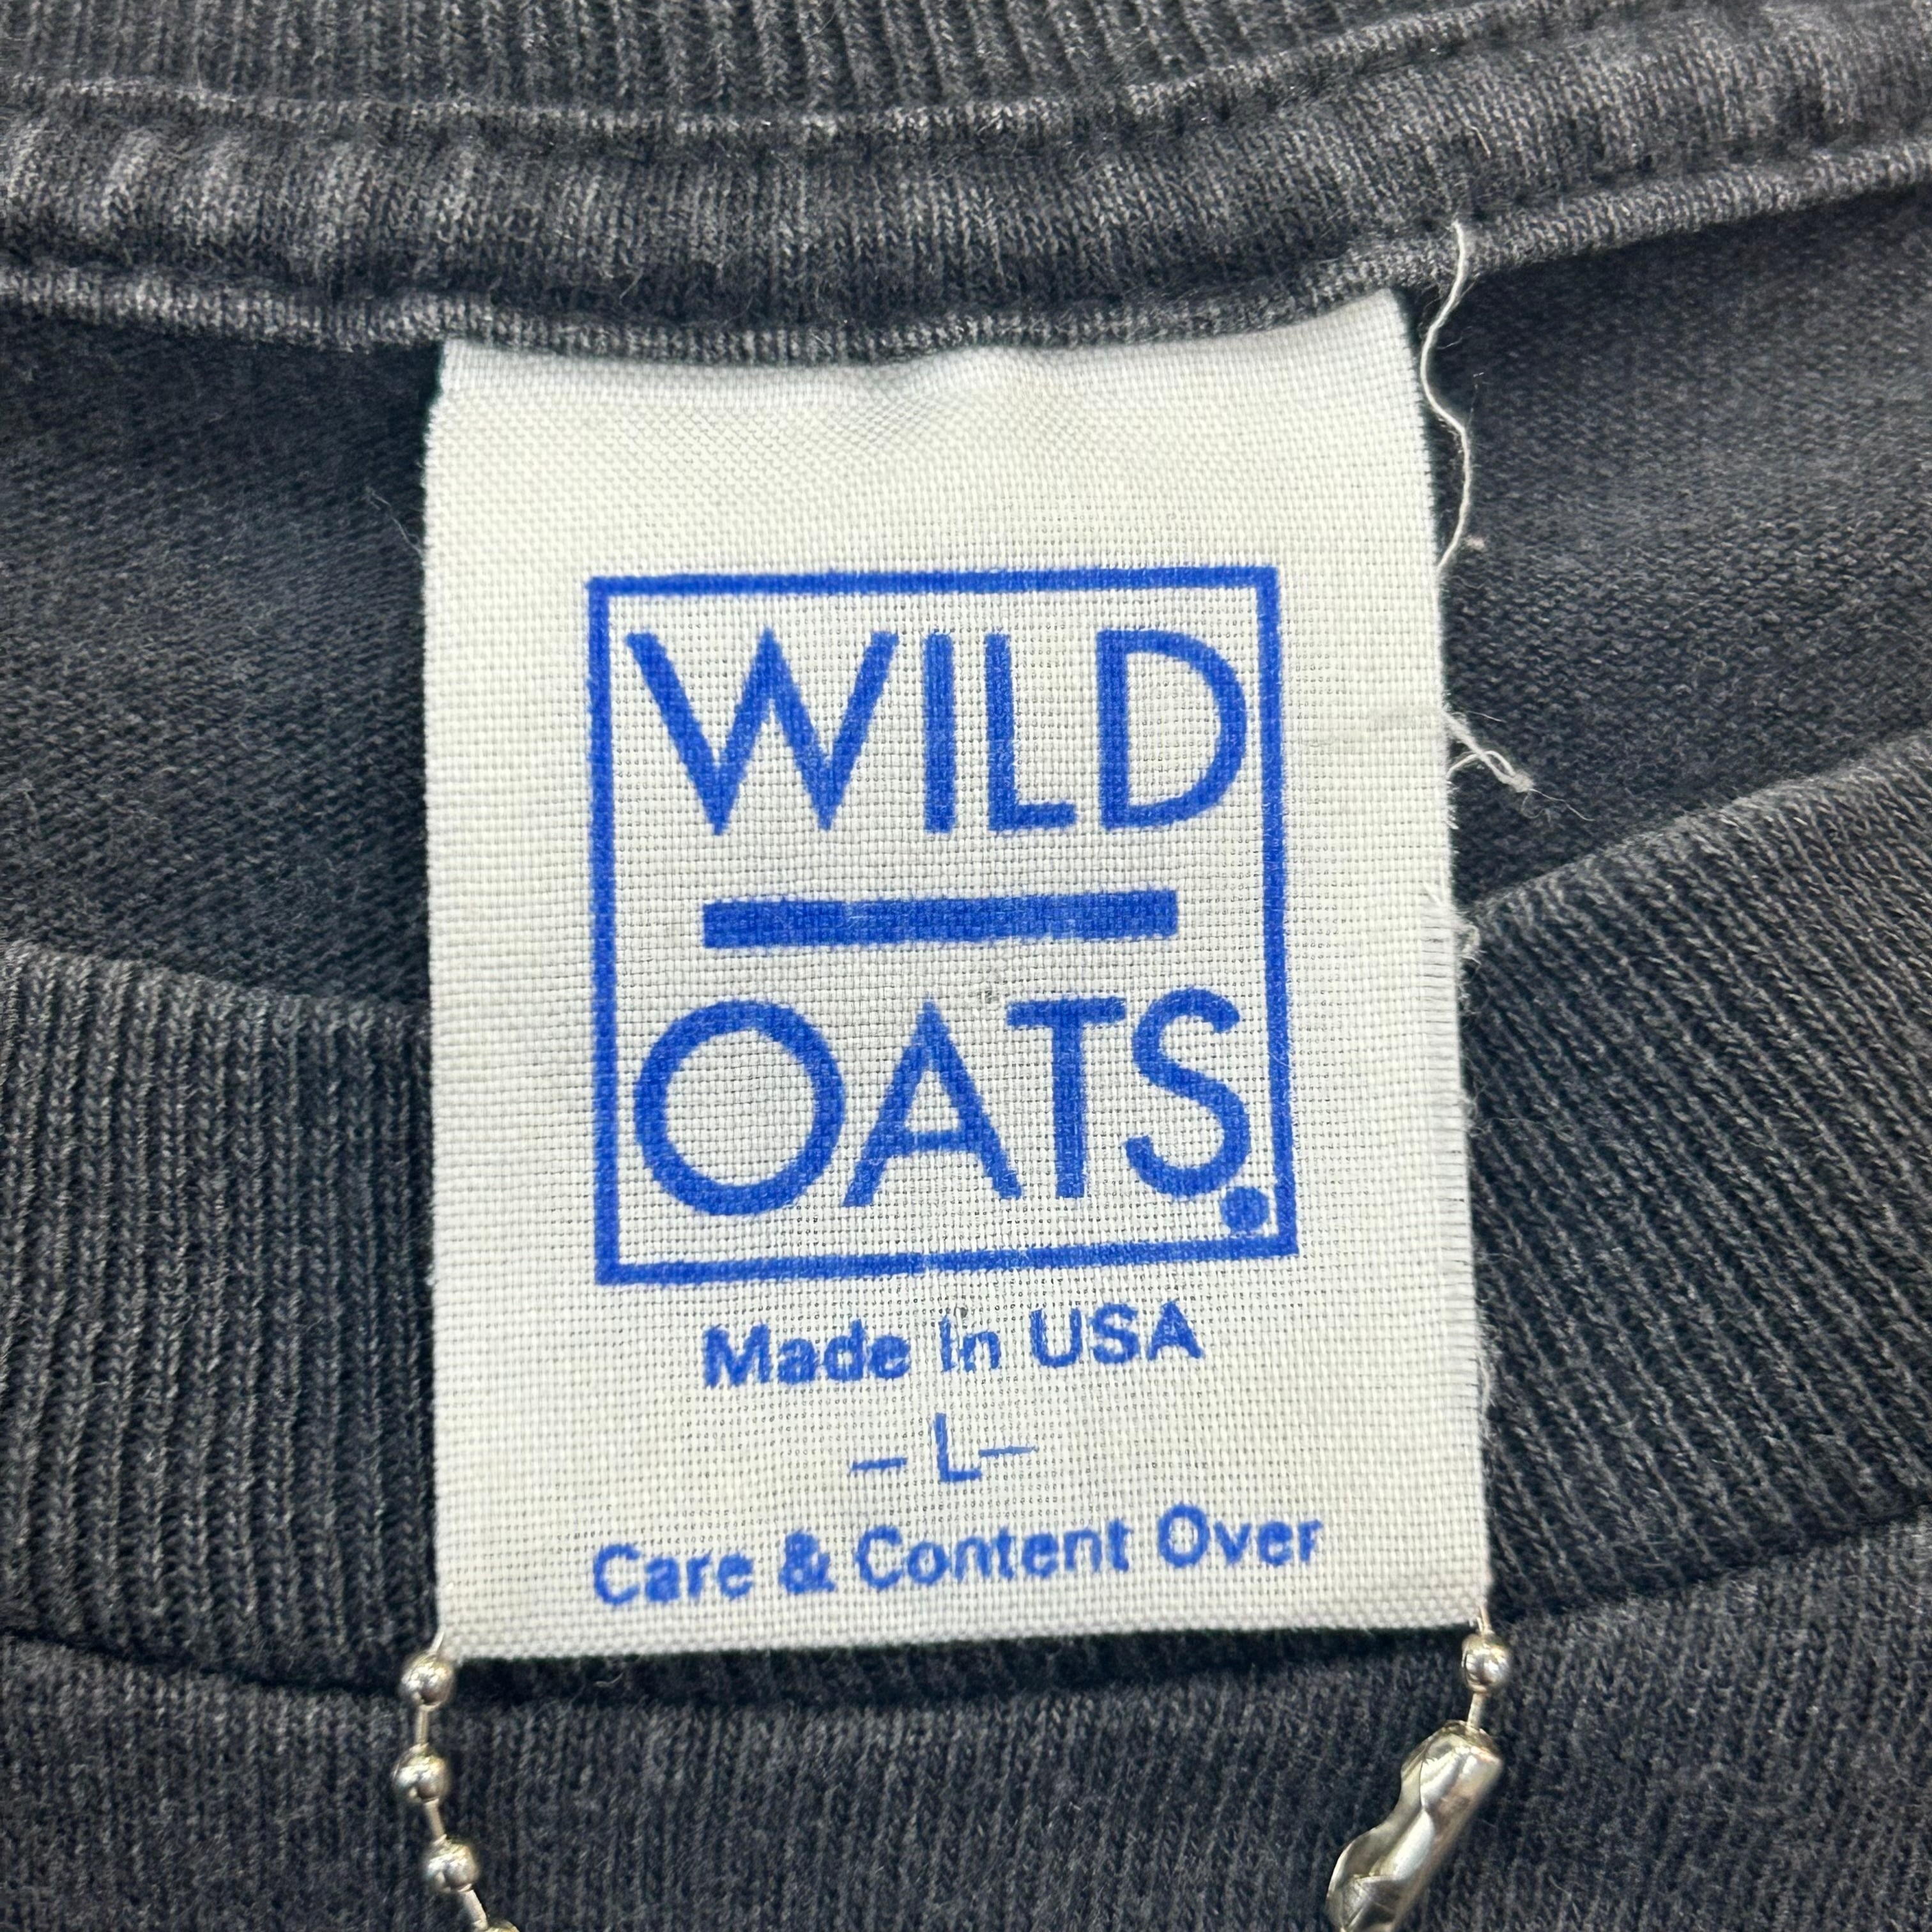 WILD
OATS.
Made In USA
– L –
Care & Content Over